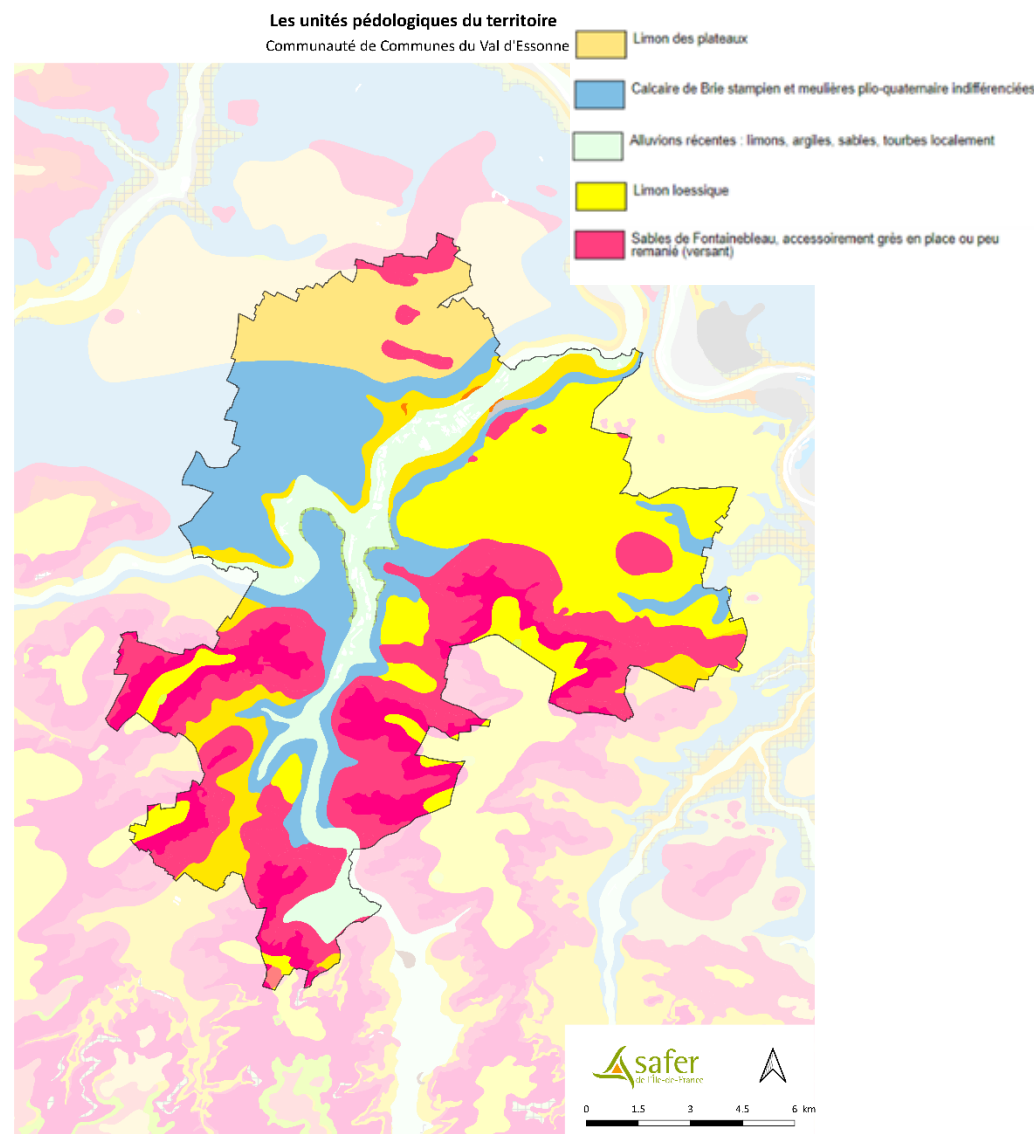 Les unités pédologiques du territoire
Communauté de Communes du Val d'Essonne
Limon des plateaux
Calcaire de Brie stampien et meulières plio-quaternaire indifférenciées
Alluvions récentes : limons, argiles, sables, tourbes localement
Limon loessique
Sables de Fontainebleau, accessoirement grès en place ou peu
remanié (versant)
safer
de l'Île-de-France
0 1.5 3 4.5 6 km